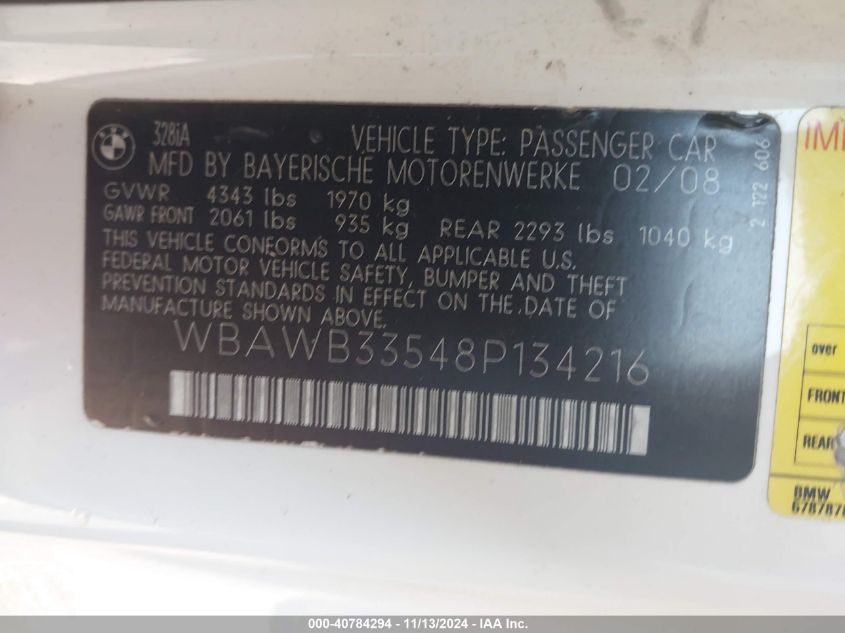 BMW 328iA VEHICLE TYPE: PASSENGER CAR
MFD BY BAYERISCHE MOTORENWERKE 02/08
GVWR 4343 lbs 1970 kg
GAWR FRONT 2061 lbs 935 kg REAR 2293 lbs 1040 kg
THIS VEHICLE CONFORMS TO ALL APPLICABLE U.S.
FEDERAL MOTOR VEHICLE SAFETY, BUMPER AND THEFT
PREVENTION STANDARDS IN EFFECT ON THE DATE OF
MANUFACTURE SHOWN ABOVE.
WBAWB33548P134216
2 122 606
over
FRONT
REAR
BMW
000-40784294 - 11/13/2024 - IAA Inc.